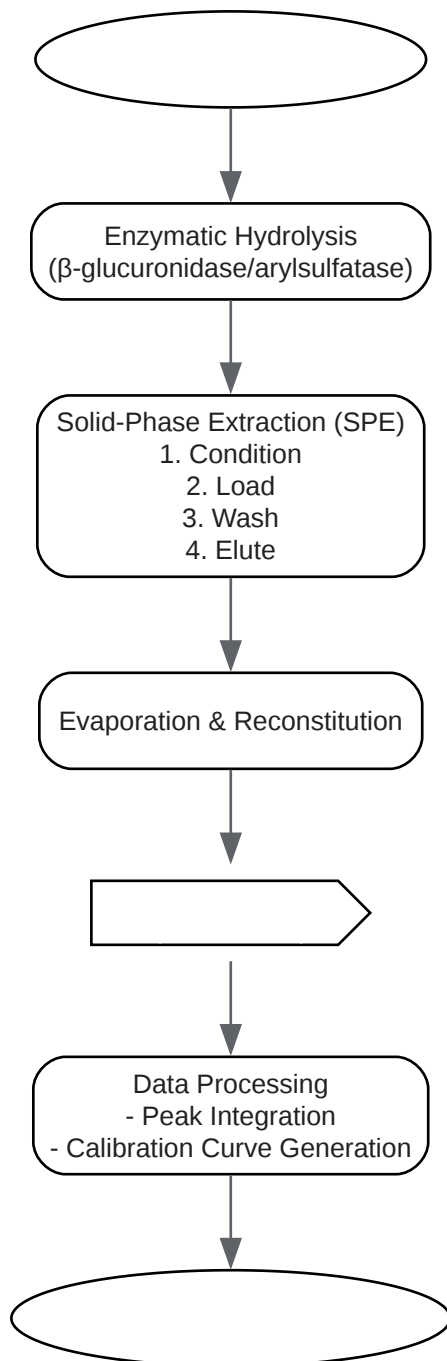 Enzymatic Hydrolysis
(β-glucuronidase/arylsulfatase)
Solid-Phase Extraction (SPE)
1. Condition
2. Load
3. Wash
4. Elute
Evaporation & Reconstitution
Data Processing
- Peak Integration
- Calibration Curve Generation